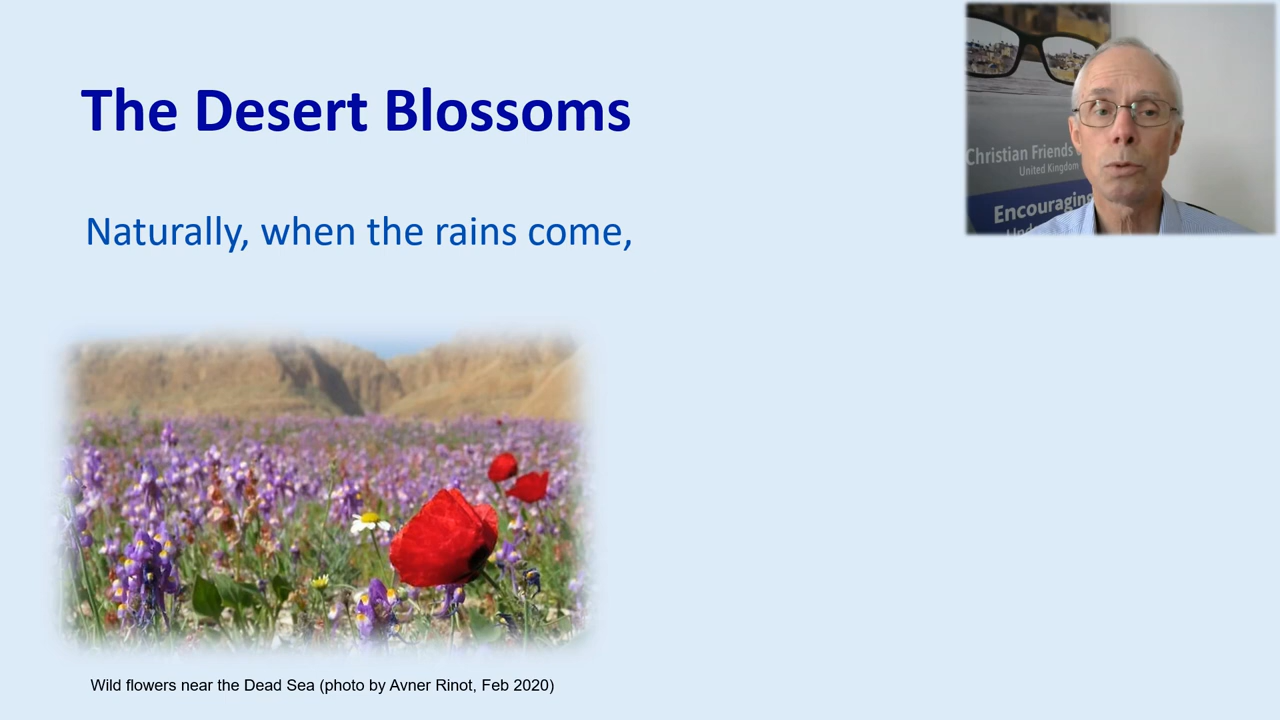 The Desert Blossoms
Naturally, when the rains come,
Christian Friends
United Kingdom
Encouraging
Wild flowers near the Dead Sea (photo by Avner Rinot, Feb 2020)